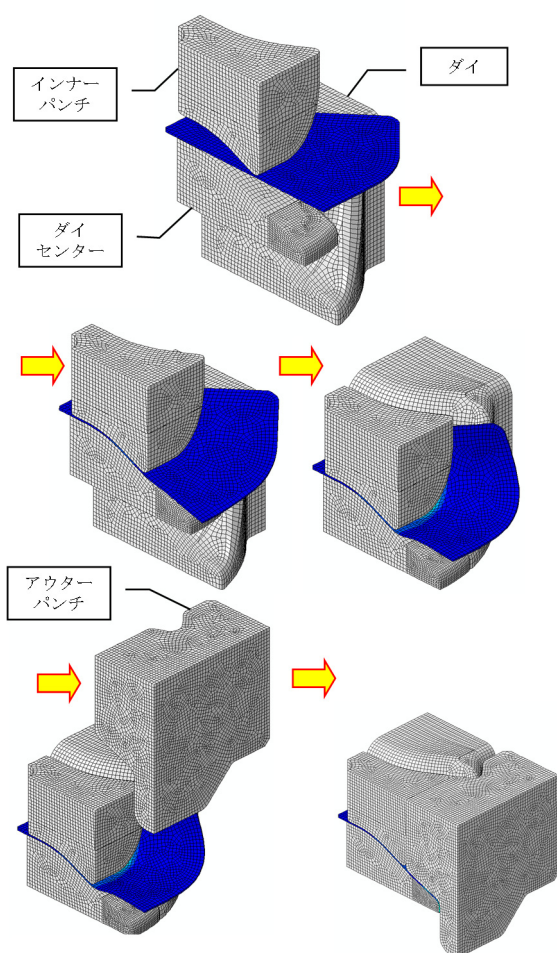 インナー
パンチ
ダイ
ダイ
センター
アウター
パンチ